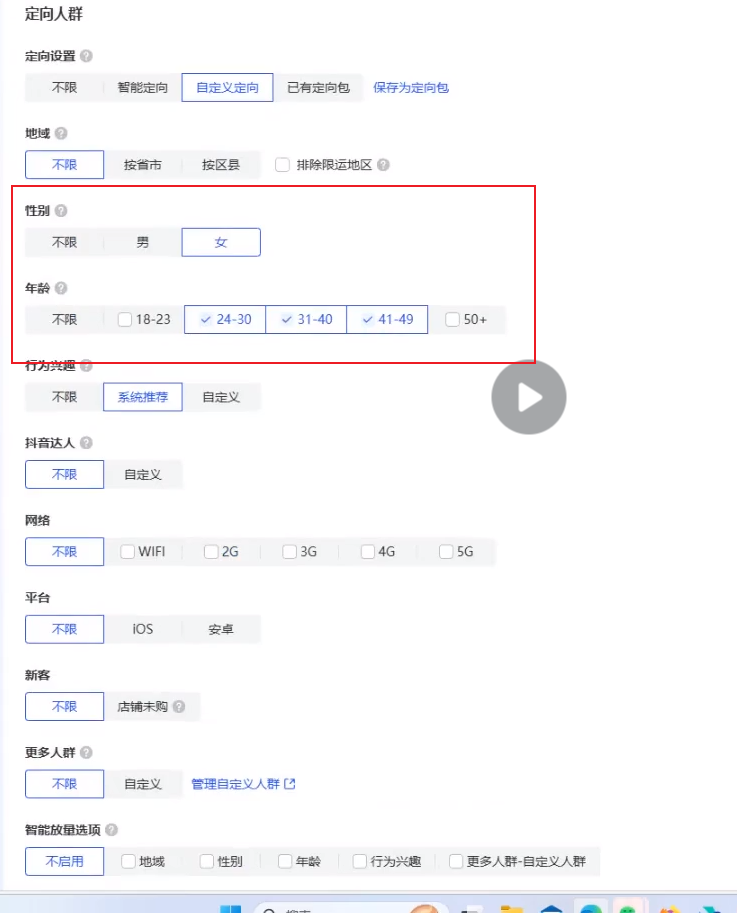 定向人群
定向设置
不限 智能定向 自定义定向 已有定向包 保存为定向包
地域
不限 按省市 按区县 排除限运地区
性别
不限 男 女
年龄
不限 18-23 24-30 31-40 41-49 50+
行为兴趣
不限 系统推荐 自定义
抖音达人
不限 自定义
网络
不限 WIFI 2G 3G 4G 5G
平台
不限 iOS 安卓
新客
不限 店铺未购
更多人群
不限 自定义 管理自定义人群
智能放量选项
不启用 地域 性别 年龄 行为兴趣 更多人群-自定义人群